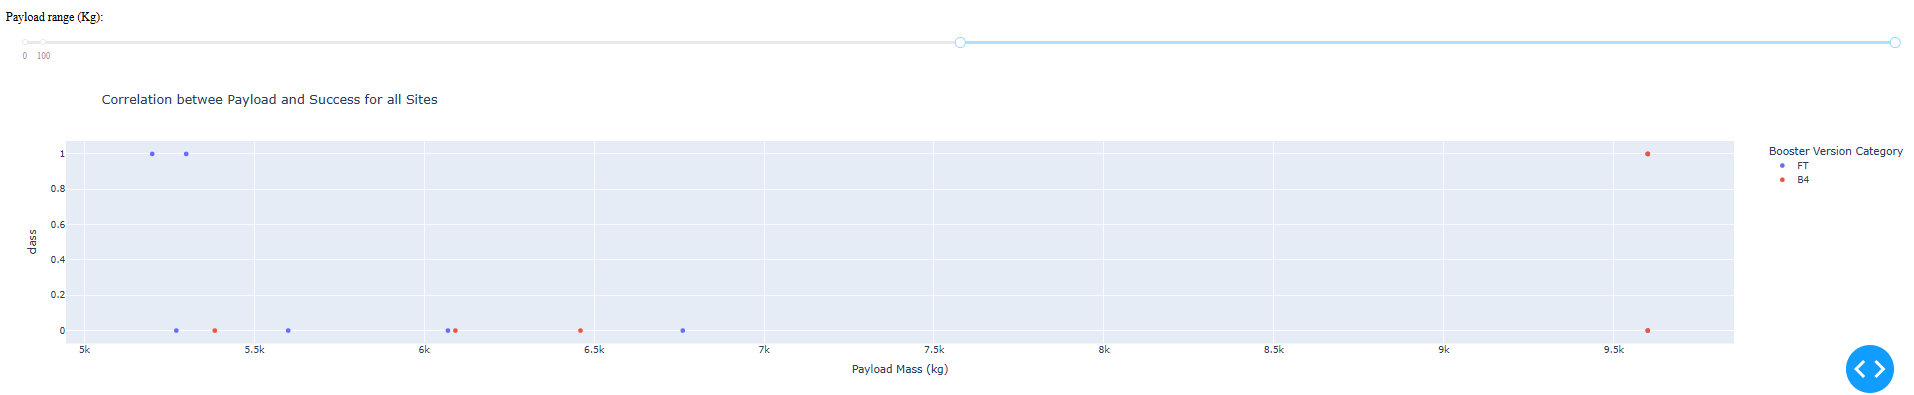 Payload range (Kg):
0 100
Correlation betwee Payload and Success for all Sites
Booster Version Category
FT
B4
1
0.8
0.6
0.4
0.2
0
class
5k 5.5k 6k 6.5k 7k 7.5k 8k 8.5k 9k 9.5k
Payload Mass (kg)